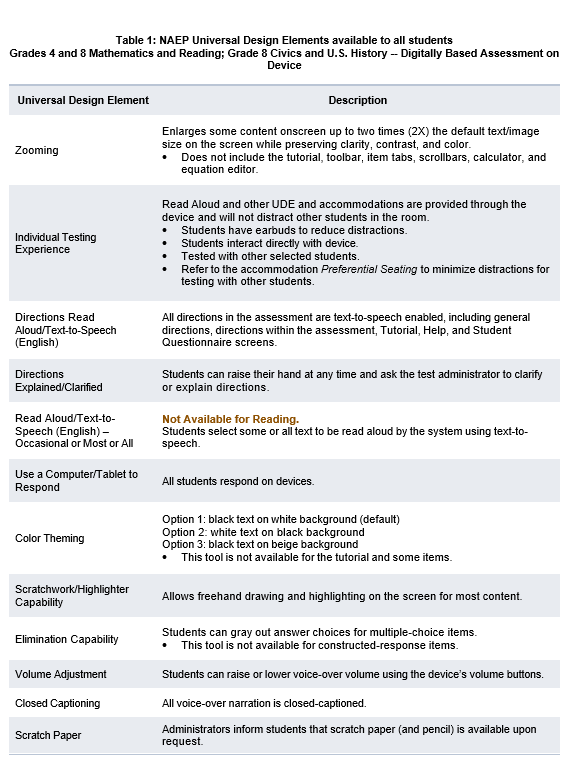 Table 1: NAEP Universal Design Elements available to all students
Grades 4 and 8 Mathematics and Reading; Grade 8 Civics and U.S. History -- Digitally Based Assessment on
Device
Universal Design Element
Description
Zooming
Enlarges some content onscreen up to two times (2X) the default text/image
size on the screen while preserving clarity, contrast, and color.
• Does not include the tutorial, toolbar, item tabs, scrollbars, calculator, and
equation editor.
Individual Testing
Experience
Read Aloud and other UDE and accommodations are provided through the
device and will not distract other students in the room.
• Students have earbuds to reduce distractions.
• Students interact directly with device.
• Tested with other selected students.
• Refer to the accommodation Preferential Seating to minimize distractions for
testing with other students.
Directions Read
Aloud/Text-to-Speech
(English)
All directions in the assessment are text-to-speech enabled, including general
directions, directions within the assessment, Tutorial, Help, and Student
Questionnaire screens.
Directions
Explained/Clarified
Students can raise their hand at any time and ask the test administrator to clarify
or explain directions.
Read Aloud/Text-to-
Speech (English) –
Occasional or Most or All
Not Available for Reading.
Students select some or all text to be read aloud by the system using text-to-
speech.
Use a Computer/Tablet to
Respond
All students respond on devices.
Color Theming
Option 1: black text on white background (default)
Option 2: white text on black background
Option 3: black text on beige background
• This tool is not available for the tutorial and some items.
Scratchwork/Highlighter
Capability
Allows freehand drawing and highlighting on the screen for most content.
Elimination Capability
Students can gray out answer choices for multiple-choice items.
• This tool is not available for constructed-response items.
Volume Adjustment
Students can raise or lower voice-over volume using the device's volume buttons.
Closed Captioning
All voice-over narration is closed-captioned.
Scratch Paper
Administrators inform students that scratch paper (and pencil) is available upon
request.